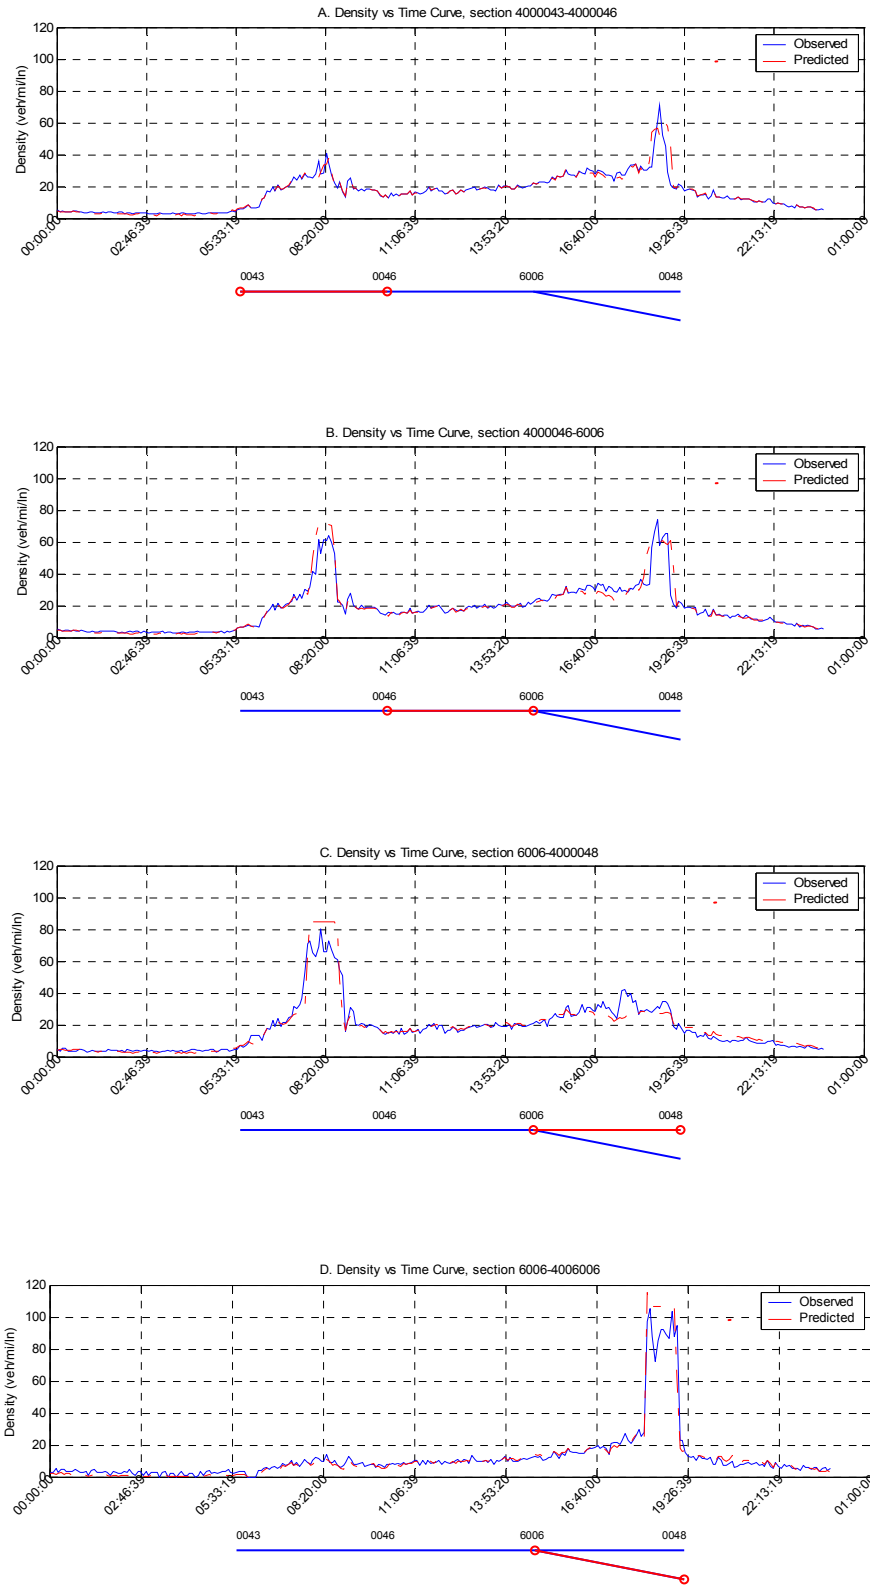 A. Density vs Time Curve, section 4000043-4000046
120
100
80
60
40
20
0
Density (veh/mi/ln)
Observed
Predicted
00:00:00 02:46:39 05:33:19 08:20:00 11:06:39 13:53:20 16:40:00 19:26:39 22:13:19 01:00:00
0043 0046 6006 0048
B. Density vs Time Curve, section 4000046-6006
120
100
80
60
40
20
0
Density (veh/mi/ln)
Observed
Predicted
00:00:00 02:46:39 05:33:19 08:20:00 11:06:39 13:53:20 16:40:00 19:26:39 22:13:19 01:00:00
0043 0046 6006 0048
C. Density vs Time Curve, section 6006-4000048
120
100
80
60
40
20
0
Density (veh/mi/ln)
Observed
Predicted
00:00:00 02:46:39 05:33:19 08:20:00 11:06:39 13:53:20 16:40:00 19:26:39 22:13:19 01:00:00
0043 0046 6006 0048
D. Density vs Time Curve, section 6006-4006006
120
100
80
60
40
20
0
Density (veh/mi/ln)
Observed
Predicted
00:00:00 02:46:39 05:33:19 08:20:00 11:06:39 13:53:20 16:40:00 19:26:39 22:13:19 01:00:00
0043 0046 6006 0048